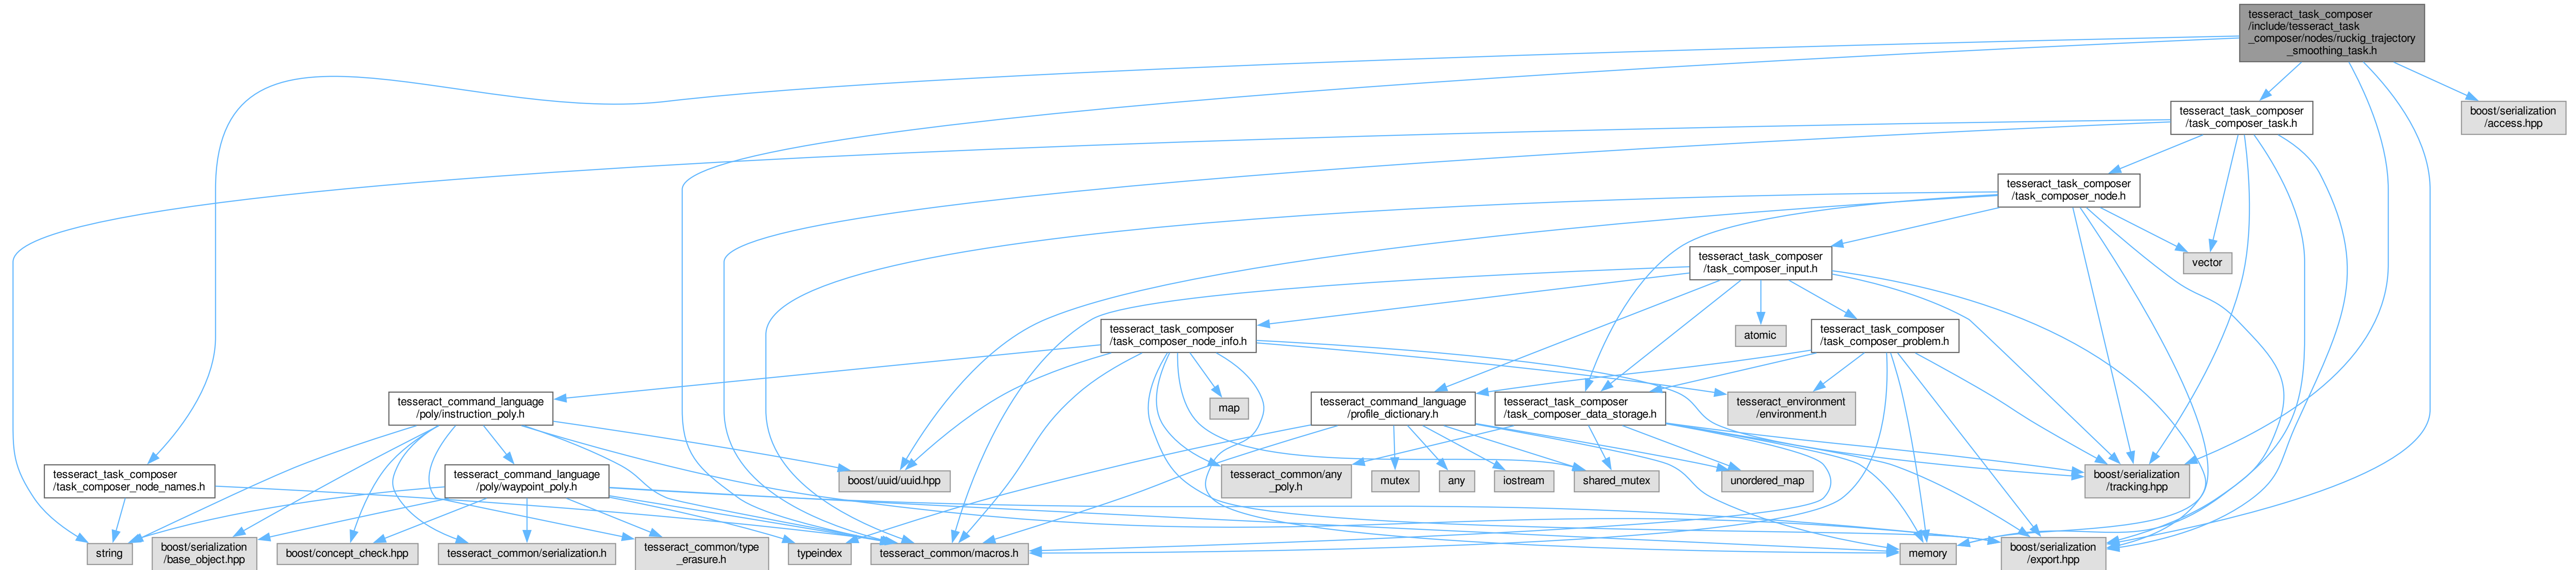 tesseract_task_composer
/include/tesseract_task
_composer/nodes/ruckig_trajectory
_smoothing_task.h
tesseract_task_composer
/task_composer_task.h
boost/serialization
/access.hpp
tesseract_task_composer
/task_composer_node.h
tesseract_task_composer
/task_composer_input.h
vector
tesseract_task_composer
/task_composer_node_info.h
atomic
tesseract_task_composer
/task_composer_problem.h
tesseract_command_language
/poly/instruction_poly.h
map
tesseract_command_language
/profile_dictionary.h
tesseract_task_composer
/task_composer_data_storage.h
tesseract_environment
/environment.h
tesseract_task_composer
/task_composer_node_names.h
tesseract_command_language
/poly/waypoint_poly.h
boost/uuid/uuid.hpp
tesseract_common/any
_poly.h
mutex
any
iostream
shared_mutex
unordered_map
boost/serialization
/tracking.hpp
string
boost/serialization
/base_object.hpp
boost/concept_check.hpp
tesseract_common/serialization.h
tesseract_common/type
_erasure.h
typeindex
tesseract_common/macros.h
memory
boost/serialization
/export.hpp